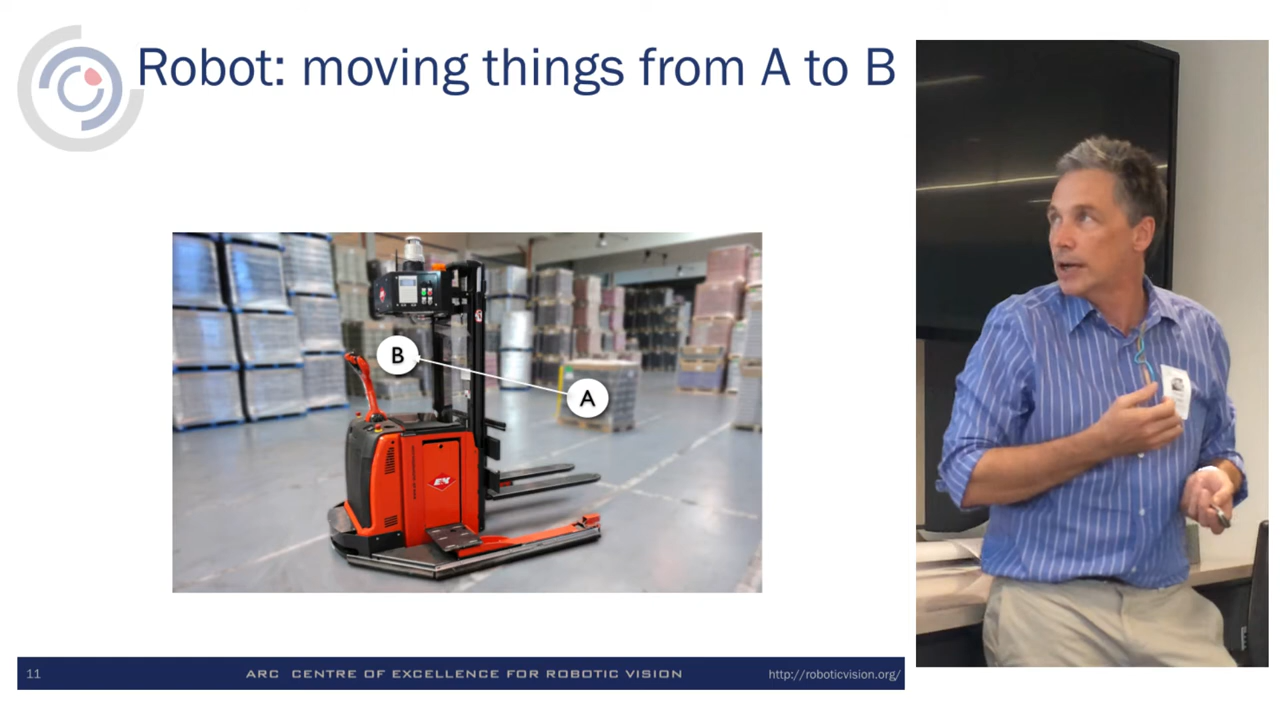 Robot: moving things from A to B
B
A
11
ARC CENTRE OF EXCELLENCE FOR ROBOTIC VISION
http://roboticvision.org/